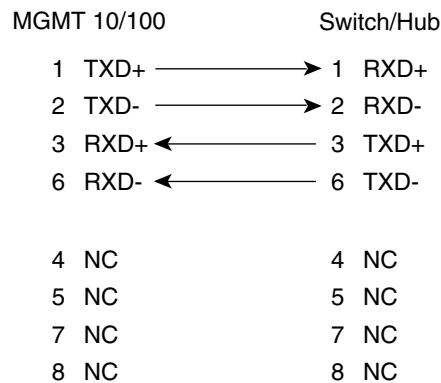 MGMT 10/100 Switch/Hub
1 TXD+ 1 RXD+
2 TXD- 2 RXD-
3 RXD+ 3 TXD+
6 RXD- 6 TXD-
4 NC 4 NC
5 NC 5 NC
7 NC 7 NC
8 NC 8 NC